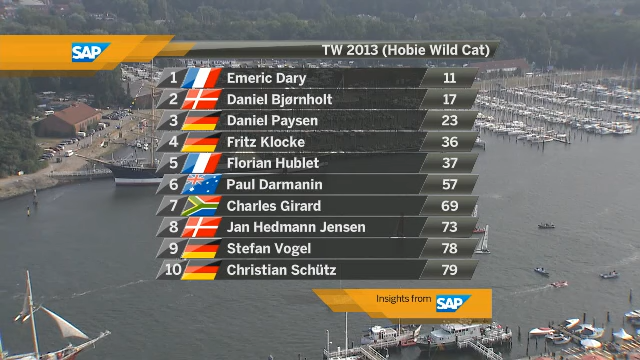 SAP
TW 2013 (Hobie Wild Cat)
1 Emeric Dary 11
2 Daniel Bjørnholt 17
3 Daniel Paysen 23
4 Fritz Klocke 36
5 Florian Hublet 37
6 Paul Darmanin 57
7 Charles Girard 69
8 Jan Hedmann Jensen 73
9 Stefan Vogel 78
10 Christian Schütz 79
Insights from SAP